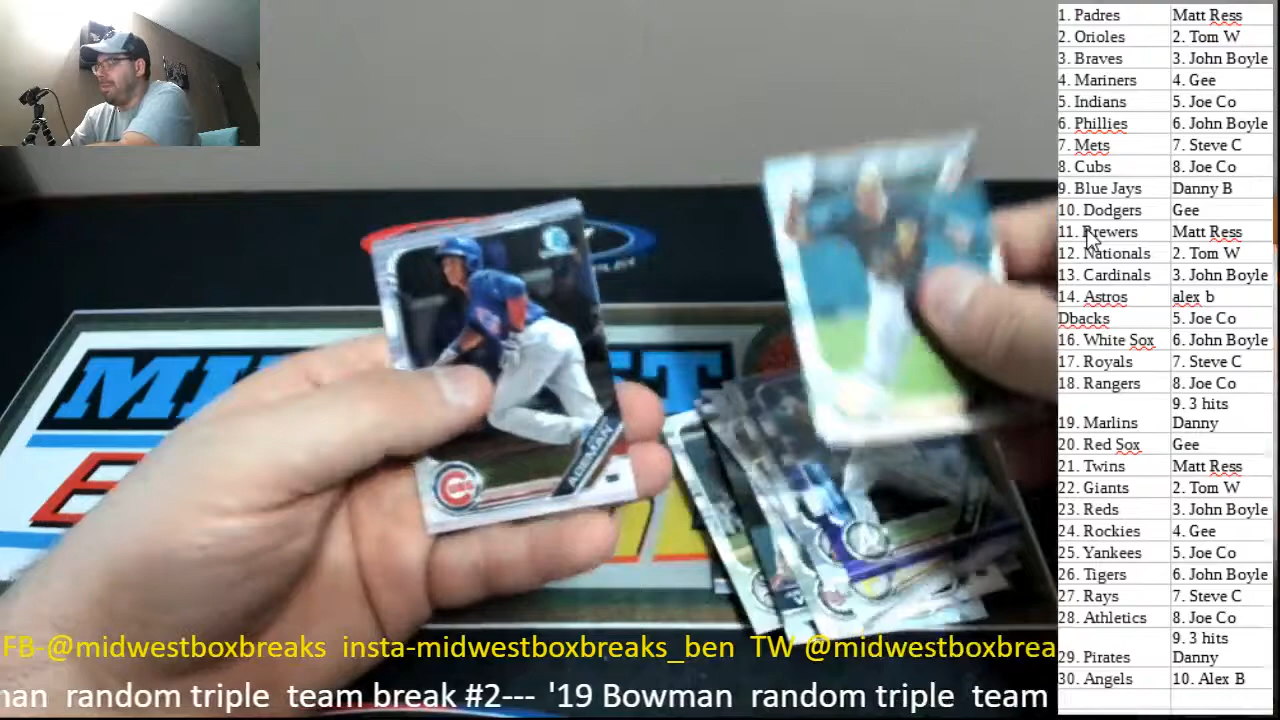 1. Padres Matt Ress
2. Orioles 2. Tom W
3. Braves 3. John Boyle
4. Mariners 4. Gee
5. Indians 5. Joe Co
6. Phillies 6. John Boyle
7. Mets 7. Steve C
8. Cubs 8. Joe Co
9. Blue Jays Danny B
10. Dodgers Gee
11. Brewers Matt Ress
12. Nationals 2. Tom W
13. Cardinals 3. John Boyle
14. Astros alex b
Dbacks 5. Joe Co
16. White Sox 6. John Boyle
17. Royals 7. Steve C
18. Rangers 8. Joe Co
9. 3 hits
19. Marlins Danny
20. Red Sox Gee
21. Twins Matt Ress
22. Giants 2. Tom W
23. Reds 3. John Boyle
24. Rockies 4. Gee
25. Yankees 5. Joe Co
26. Tigers 6. John Boyle
27. Rays 7. Steve C
28. Athletics 8. Joe Co
9. 3 hits
29. Pirates Danny
30. Angels 10. Alex B
FB-@midwestboxbreaks insta-midwestboxbreaks_ben TW @midwestboxbrea
man random triple team break #2--- '19 Bowman random triple team